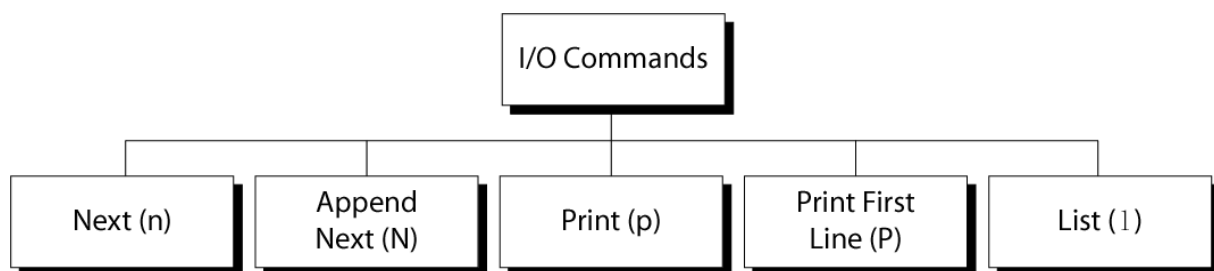 I/O Commands
Next (n)
Append
Next (N)
Print (p)
Print First
Line (P)
List (l)